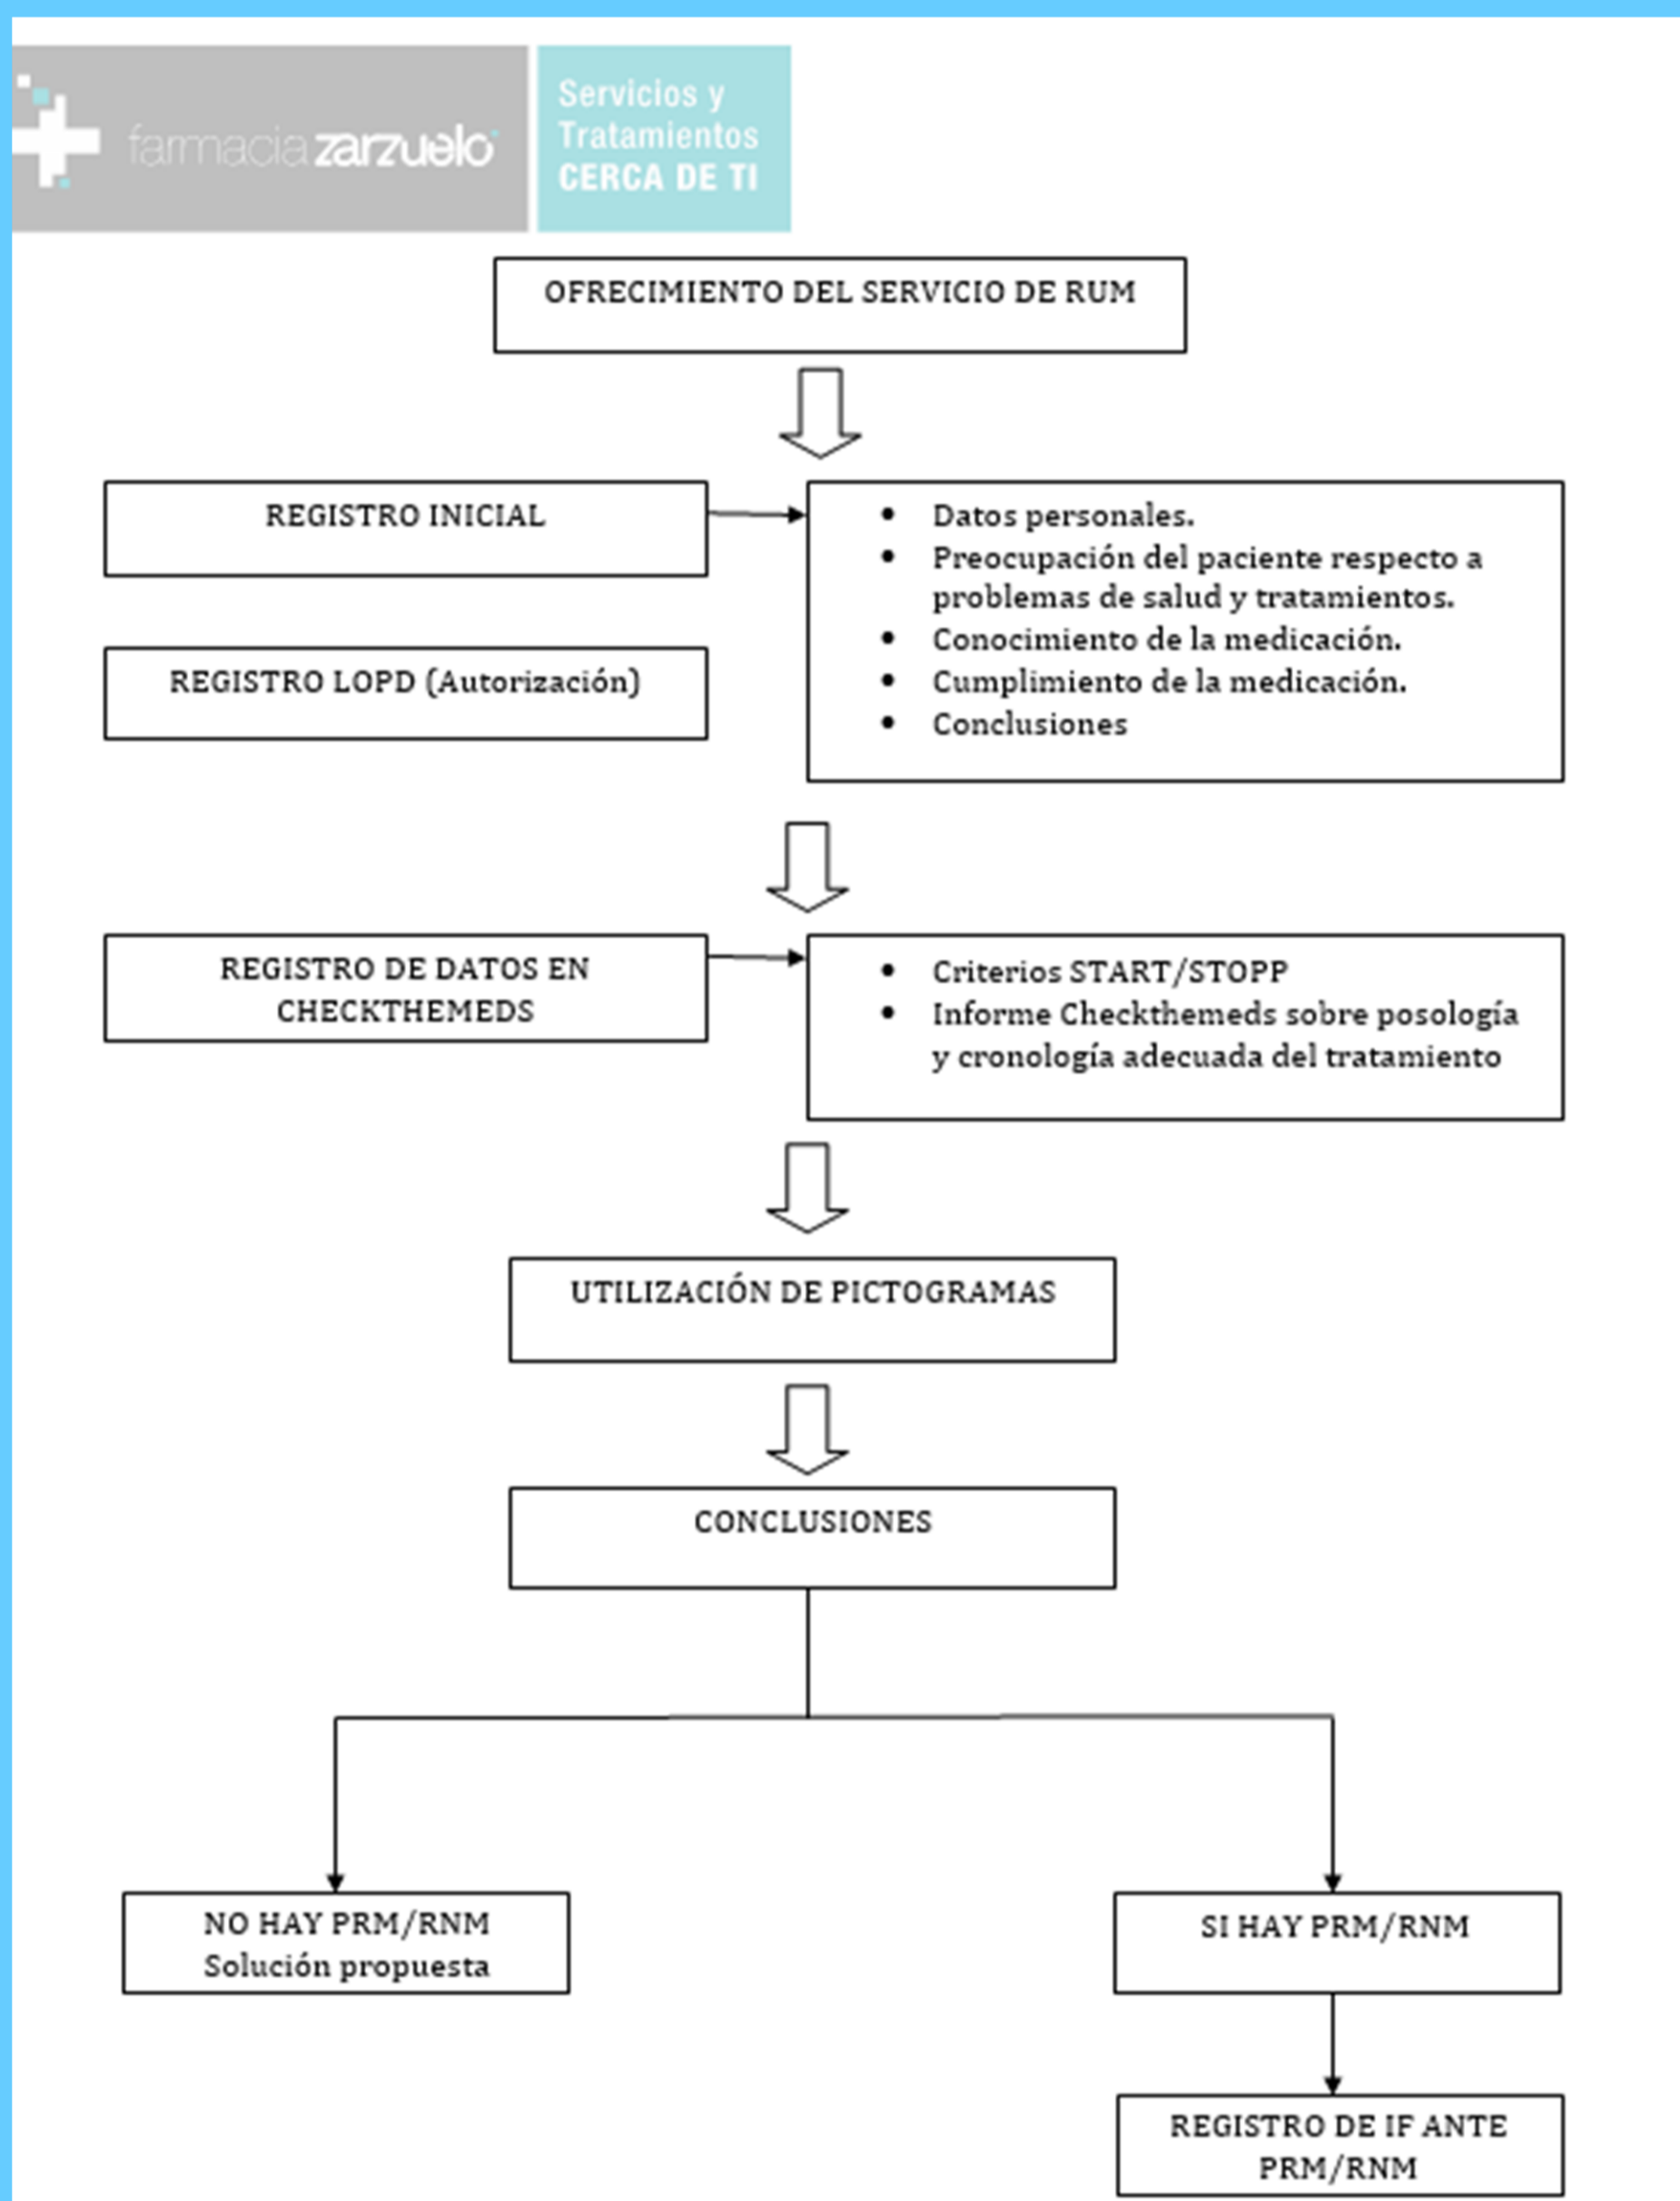 farmacia zarzuelo
Servicios y
Tratamientos
CERCA DE TI
OFRECIMIENTO DEL SERVICIO DE RUM
REGISTRO INICIAL
REGISTRO LOPD (Autorización)
• Datos personales.
• Preocupación del paciente respecto a
problemas de salud y tratamientos.
• Conocimiento de la medicación.
• Cumplimiento de la medicación.
• Conclusiones
REGISTRO DE DATOS EN
CHECKTHEMEDS
• Criterios START/STOPP
• Informe Checkthemeds sobre posología
y cronología adecuada del tratamiento
UTILIZACIÓN DE PICTOGRAMAS
CONCLUSIONES
NO HAY PRM/RNM
Solución propuesta
SI HAY PRM/RNM
REGISTRO DE IF ANTE
PRM/RNM